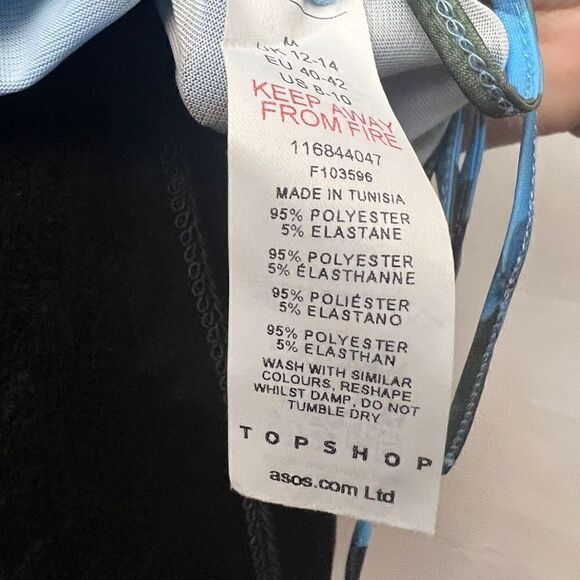 M
UK 12-14
EU 40-42
US 8-10
KEEP AWAY
FROM FIRE
116844047
F103596
MADE IN TUNISIA
95% POLYESTER
5% ELASTANE
95% POLYESTER
5% ÉLASTHANNE
95% POLIÉSTER
5% ELASTANO
95% POLYESTER
5% ELASTHAN
WASH WITH SIMILAR
COLOURS, RESHAPE
WHILST DAMP, DO NOT
TUMBLE DRY
TOPSHOP
asos.com Ltd